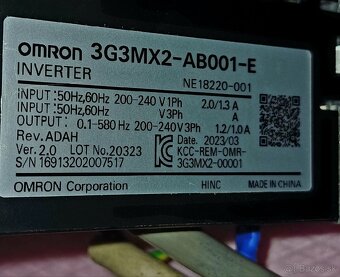 OMRON 3G3MX2-AB001-E
INVERTER NE18220-001
INPUT: 50Hz,60Hz 200-240 V1Ph 2.0/1.3 A
INPUT: 50Hz,60Hz V3Ph A
OUTPUT: 0.1-580 Hz 200-240V3Ph 1.2/1.0 A
Rev. ADAH 2023/03
Ver. 2.0 LOT No. 20323 KCC-REM-OMR-
S/N 16913202007517 3G3MX2-00001
OMRON Corporation HINC MADE IN CHINA